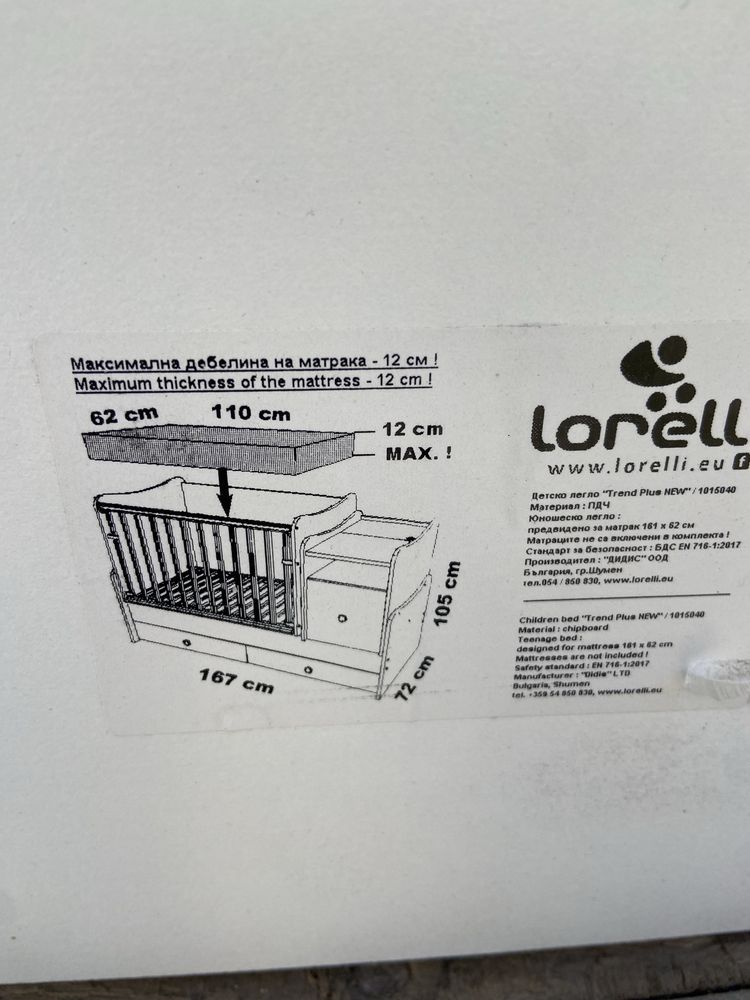 Максимална дебелина на матрака - 12 см !
Maximum thickness of the mattress - 12 cm !
62 cm
110 cm
12 cm
MAX. !
105 cm
72 cm
167 cm
lorell
www.lorelli.eu f
Детско легло "Trend Plus NEW" / 1015040
Материал : ПДЧ
Юношеско легло :
предвидено за матрак 161 x 62 см
Матраците не са включени в комплекта !
Стандарт за безопасност : БДС EN 716-1:2017
Производител : "ДИДИС" ООД
България, гр.Шумен
тел.054 / 850 830, www.lorelli.eu
Children bed "Trend Plus NEW" / 1015040
Material : chipboard
Teenage bed :
designed for mattress 161 x 62 cm
Mattresses are not included !
Safety standard : EN 716-1:2017
Manufacturer : "Didis" LTD
Bulgaria, Shumen
tel. +359 54 850 830, www.lorelli.eu